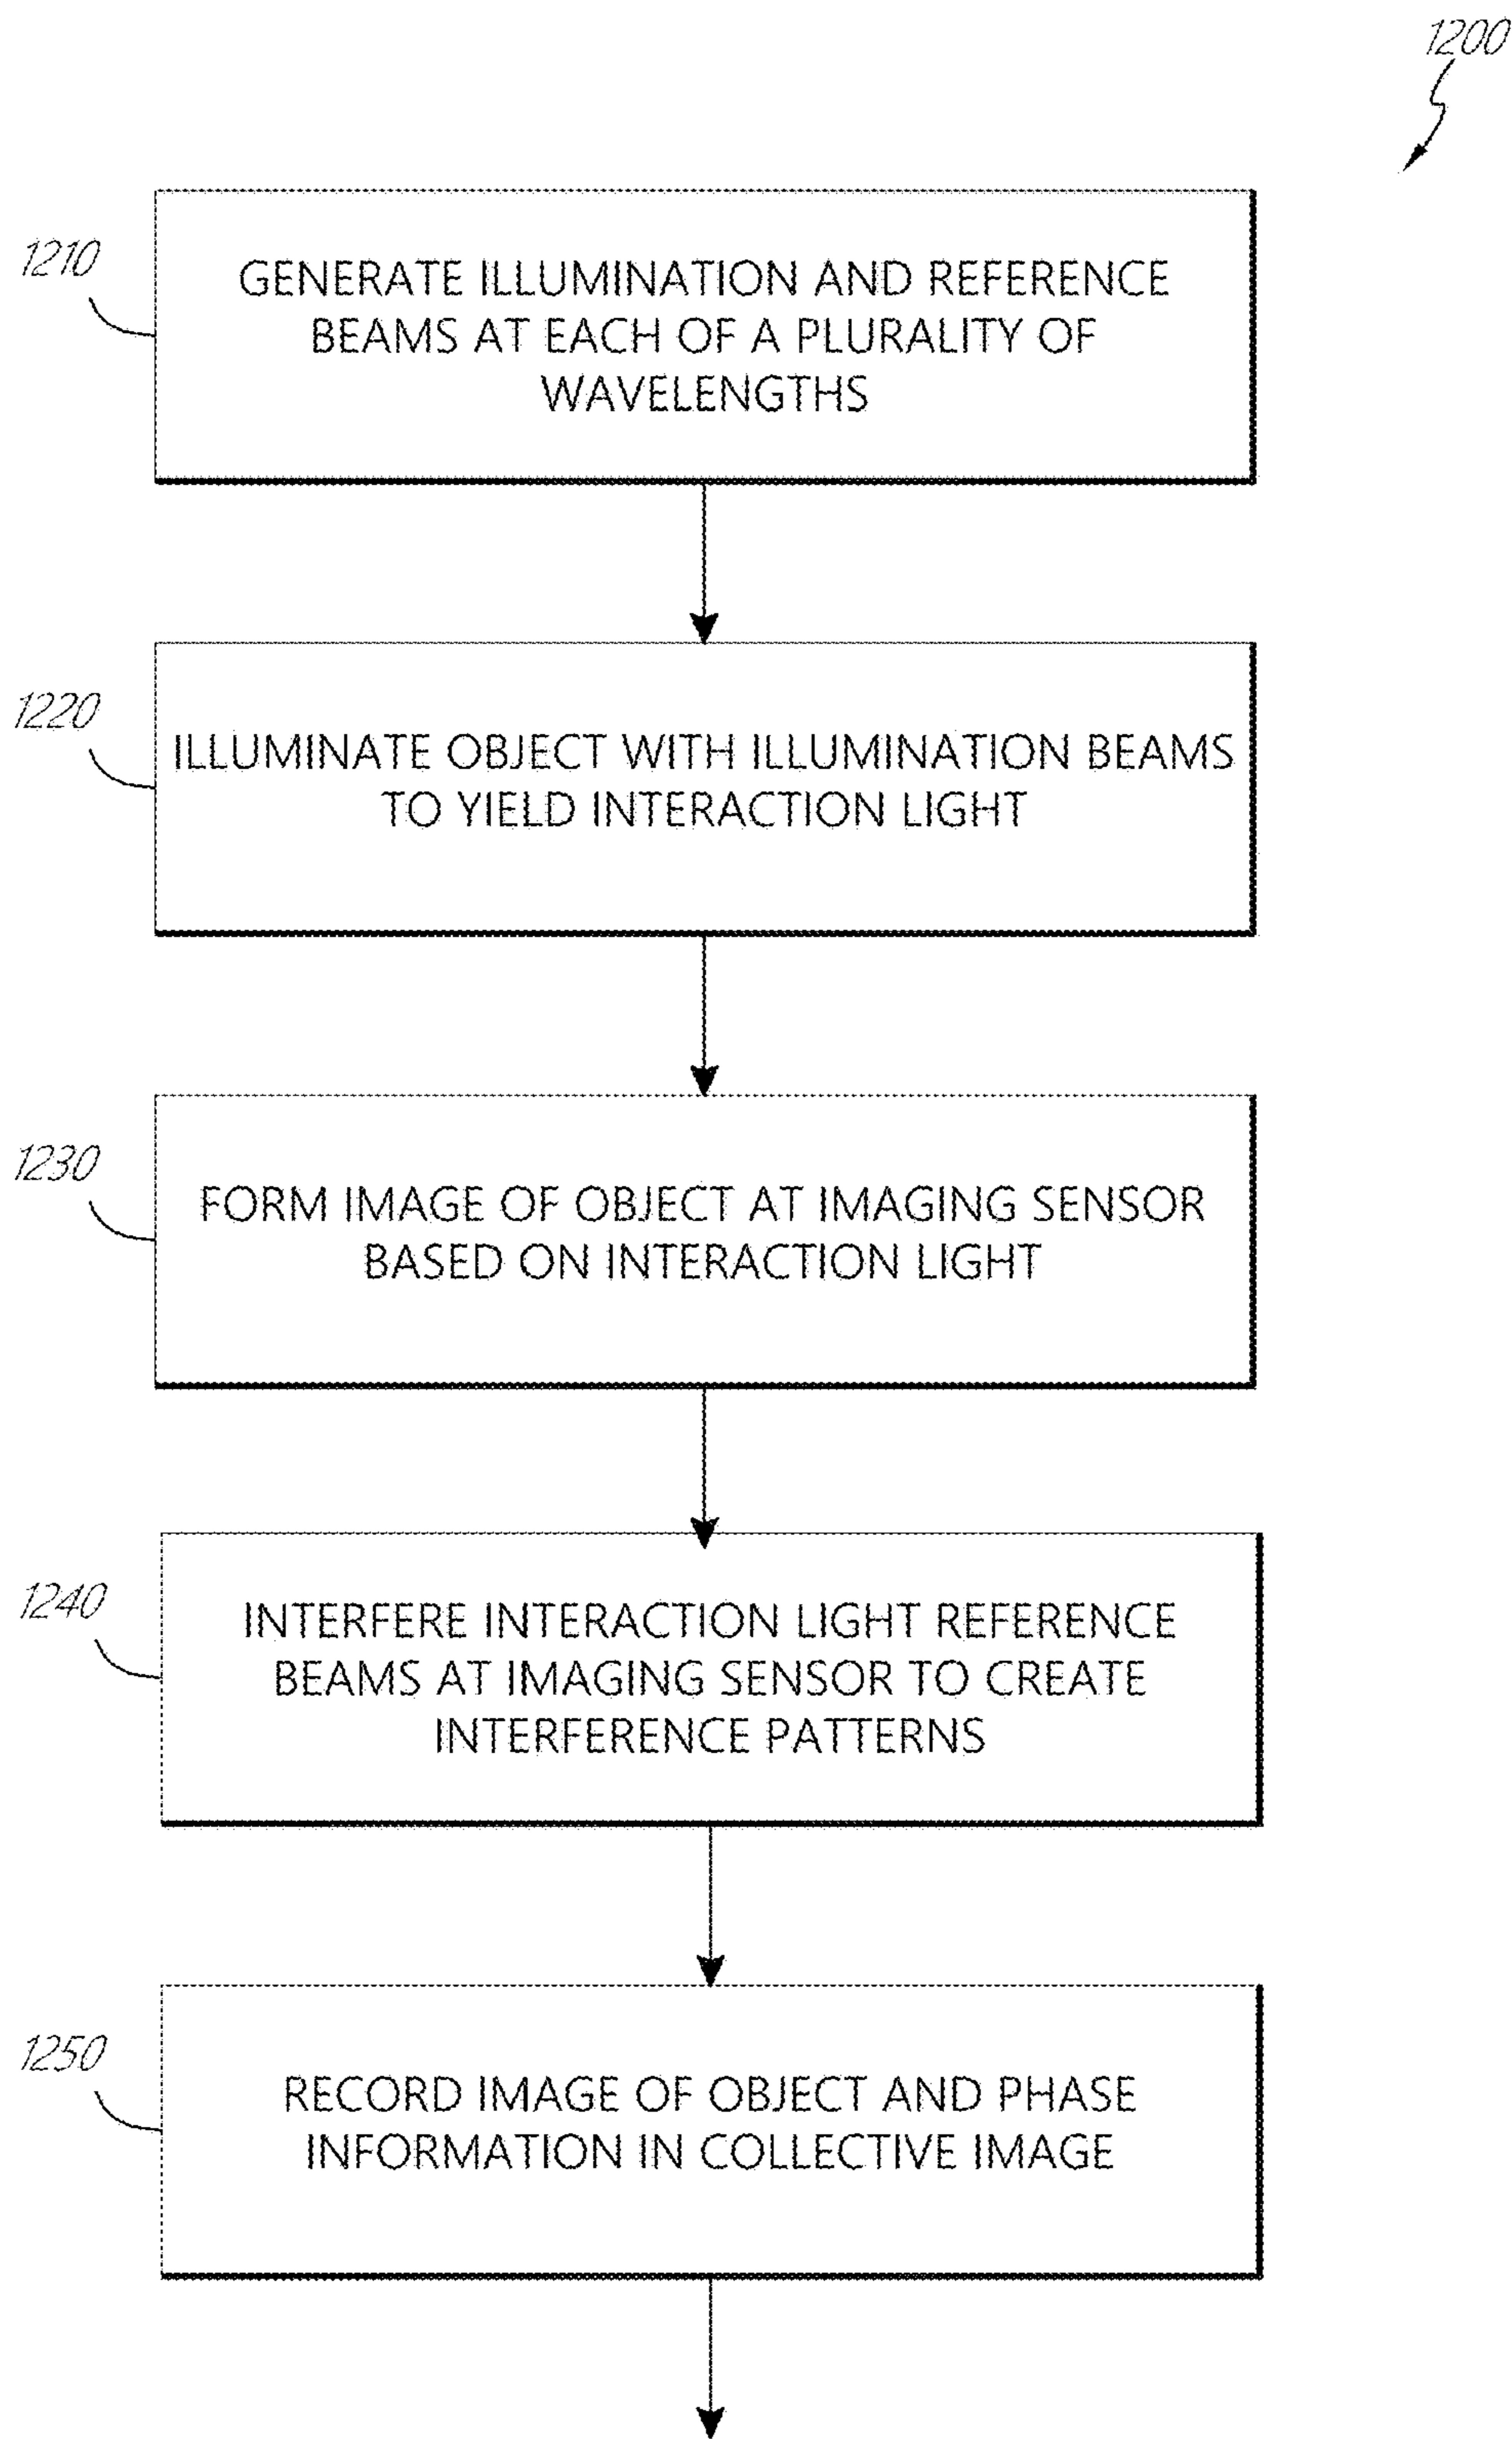 1200
1210
GENERATE ILLUMINATION AND REFERENCE
BEAMS AT EACH OF A PLURALITY OF
WAVELENGTHS
1220
ILLUMINATE OBJECT WITH ILLUMINATION BEAMS
TO YIELD INTERACTION LIGHT
1230
FORM IMAGE OF OBJECT AT IMAGING SENSOR
BASED ON INTERACTION LIGHT
1240
INTERFERE INTERACTION LIGHT REFERENCE
BEAMS AT IMAGING SENSOR TO CREATE
INTERFERENCE PATTERNS
1250
RECORD IMAGE OF OBJECT AND PHASE
INFORMATION IN COLLECTIVE IMAGE